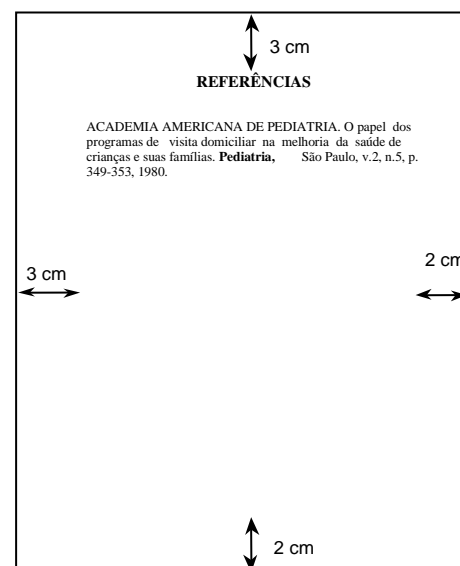 3 cm
REFERÊNCIAS
ACADEMIA AMERICANA DE PEDIATRIA. O papel dos
programas de visita domiciliar na melhoria da saúde de
crianças e suas famílias. Pediatria, São Paulo, v.2, n.5, p.
349-353, 1980.
3 cm
2 cm
2 cm